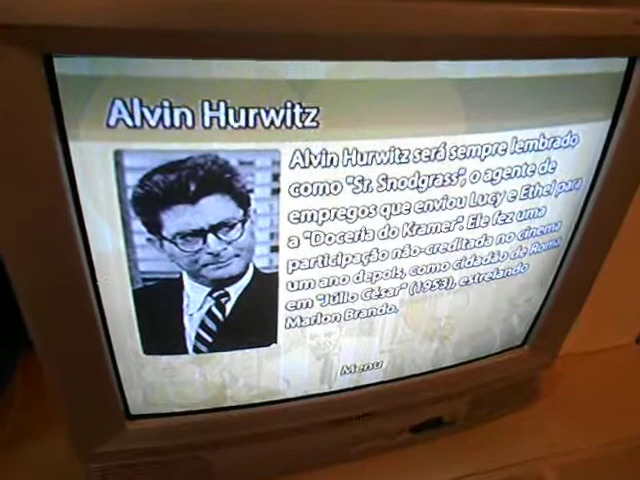 Alvin Hurwitz
Alvin Hurwitz será sempre lembrado
como "Sr. Snodgrass", o agente de
empregos que enviou Lucy e Ethel para
a "Doceria do Kramer". Ele fez uma
participação não-creditada no cinema
um ano depois, como cidadão de Roma
em "Júlio César" (1953), estrelando
Marlon Brando.
Menu